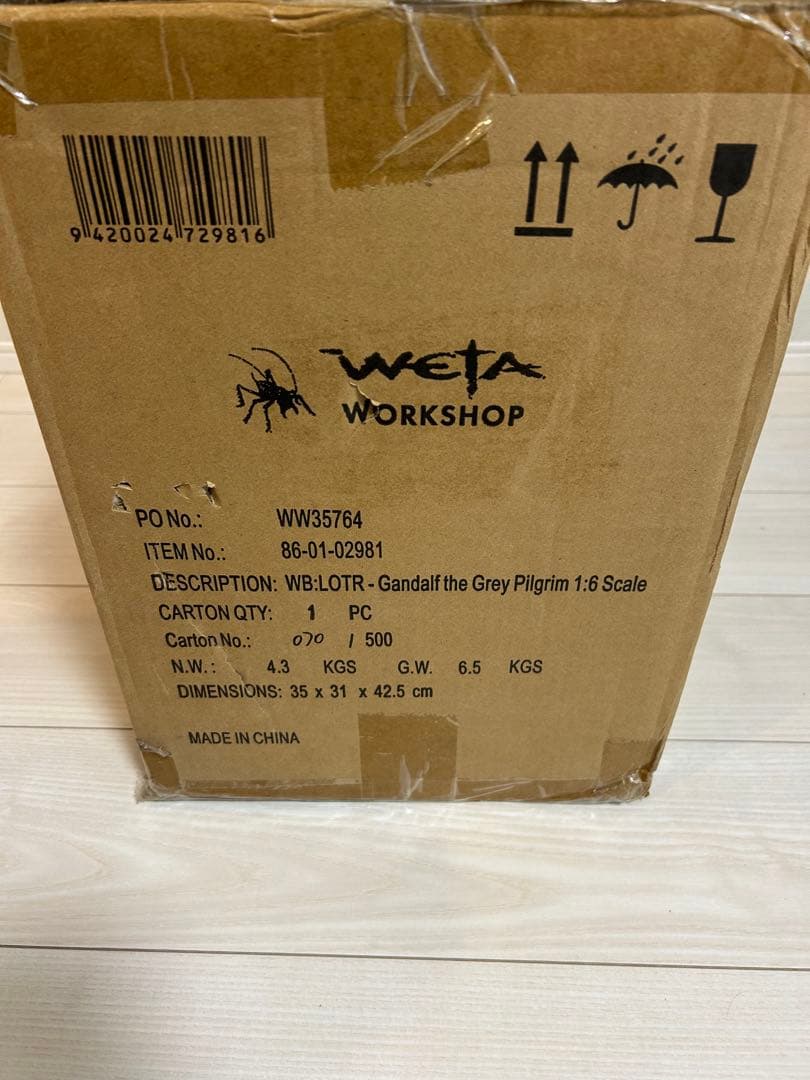 9 420024 729816
WETA
WORKSHOP
PO No.: WW35764
ITEM No.: 86-01-02981
DESCRIPTION: WB:LOTR - Gandalf the Grey Pilgrim 1:6 Scale
CARTON QTY: 1 PC
Carton No.: 070 / 500
N.W.: 4.3 KGS G.W. 6.5 KGS
DIMENSIONS: 35 x 31 x 42.5 cm
MADE IN CHINA